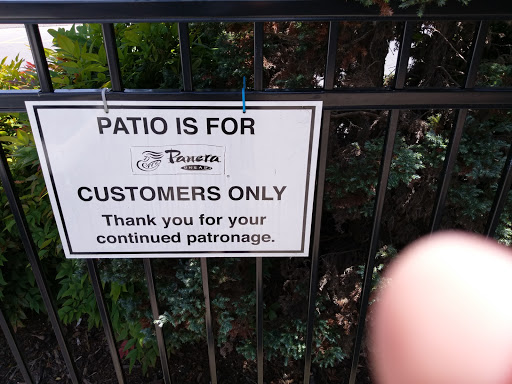 PATIO IS FOR
Panera
BREAD
CUSTOMERS ONLY
Thank you for your
continued patronage.